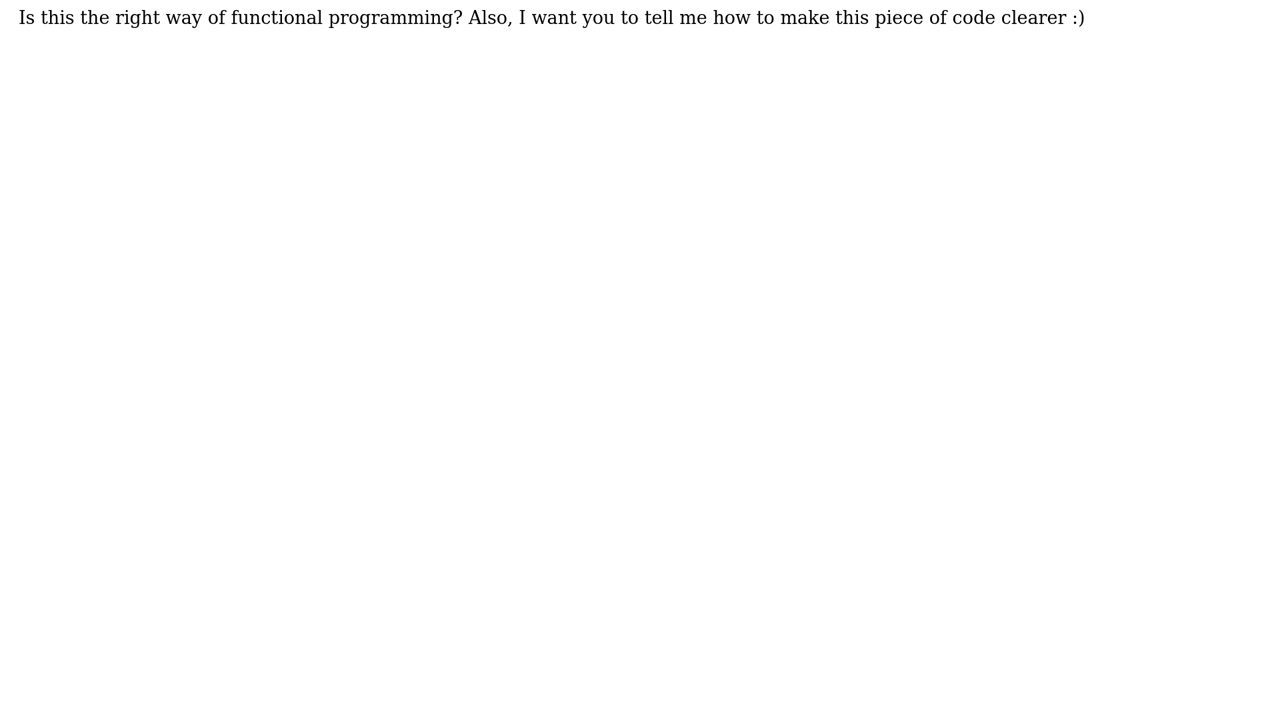 Is this the right way of functional programming? Also, I want you to tell me how to make this piece of code clearer :)